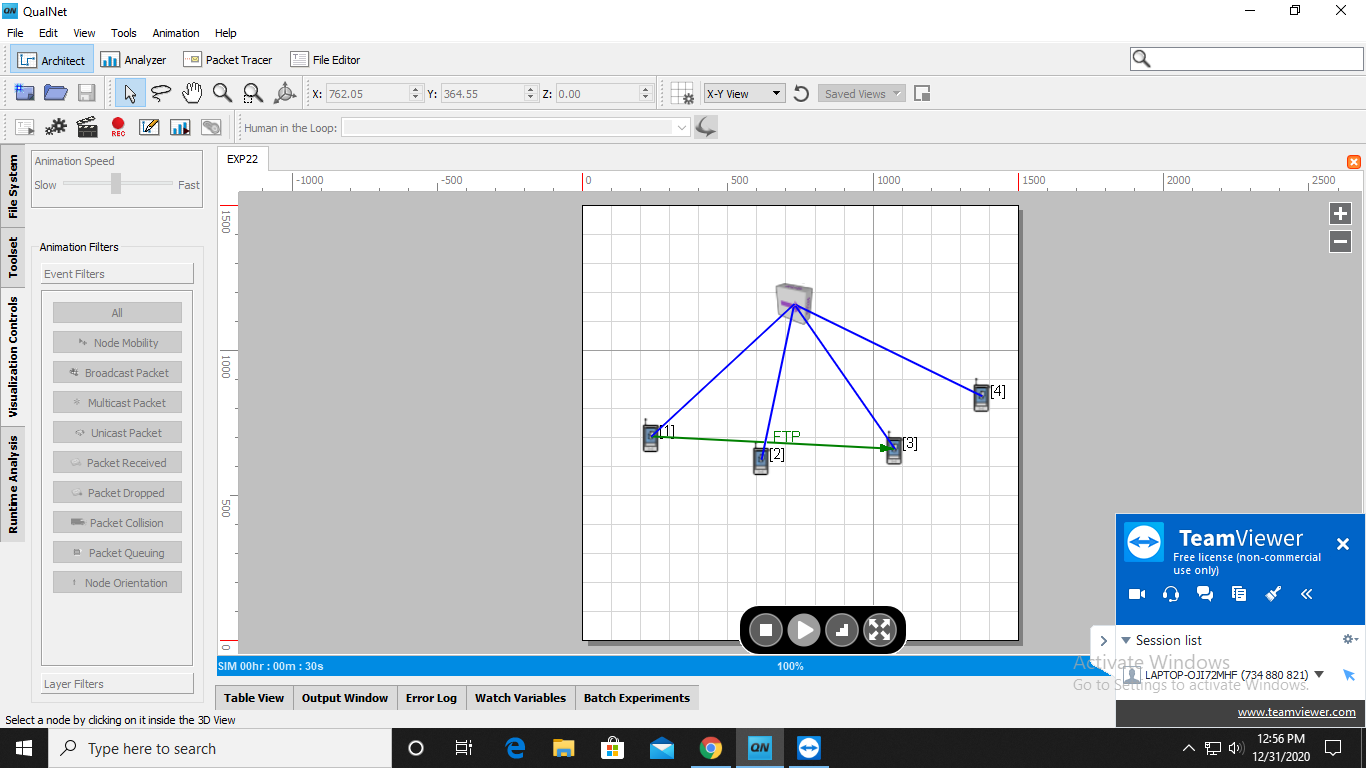 QN QualNet
File Edit View Tools Animation Help
Architect Analyzer Packet Tracer File Editor
X: 762.05 Y: 364.55 Z: 0.00 X-Y View Saved Views
REC Human in the Loop:
File System
Toolset
Visualization Controls
Runtime Analysis
Animation Speed
Slow Fast
Animation Filters
Event Filters
All
Node Mobility
Broadcast Packet
Multicast Packet
Unicast Packet
Packet Received
Packet Dropped
Packet Collision
Packet Queuing
Node Orientation
Layer Filters
EXP22
-1000 -500 0 500 1000 1500 2000 2500
1500
1000
500
0
[4]
[1] FTP [3]
[2]
SIM 00hr : 00m : 30s 100%
Table View Output Window Error Log Watch Variables Batch Experiments
Select a node by clicking on it inside the 3D View
TeamViewer
Free license (non-commercial
use only)
Session list
Activate Windows
LAPTOP-OJI72MHF (734 880 821)
Go to Settings to activate Windows.
www.teamviewer.com
Type here to search
QN
12:56 PM
12/31/2020